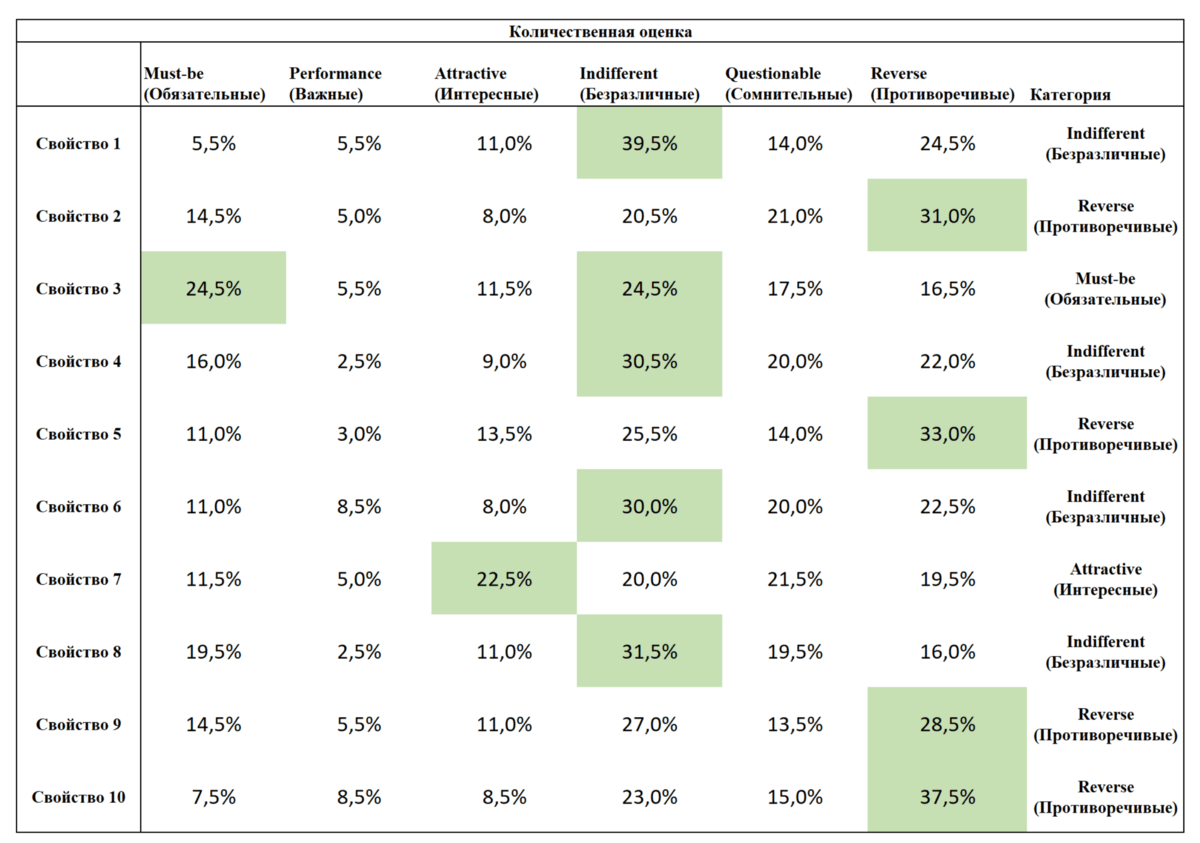 Количественная оценка
Must-be Performance Attractive Indifferent Questionable Reverse
(Обязательные) (Важные) (Интересные) (Безразличные) (Сомнительные) (Противоречивые) Категория
Свойство 1 5,5% 5,5% 11,0% 39,5% 14,0% 24,5% Indifferent
(Безразличные)
Свойство 2 14,5% 5,0% 8,0% 20,5% 21,0% 31,0% Reverse
(Противоречивые)
Свойство 3 24,5% 5,5% 11,5% 24,5% 17,5% 16,5% Must-be
(Обязательные)
Свойство 4 16,0% 2,5% 9,0% 30,5% 20,0% 22,0% Indifferent
(Безразличные)
Свойство 5 11,0% 3,0% 13,5% 25,5% 14,0% 33,0% Reverse
(Противоречивые)
Свойство 6 11,0% 8,5% 8,0% 30,0% 20,0% 22,5% Indifferent
(Безразличные)
Свойство 7 11,5% 5,0% 22,5% 20,0% 21,5% 19,5% Attractive
(Интересные)
Свойство 8 19,5% 2,5% 11,0% 31,5% 19,5% 16,0% Indifferent
(Безразличные)
Свойство 9 14,5% 5,5% 11,0% 27,0% 13,5% 28,5% Reverse
(Противоречивые)
Свойство 10 7,5% 8,5% 8,5% 23,0% 15,0% 37,5% Reverse
(Противоречивые)